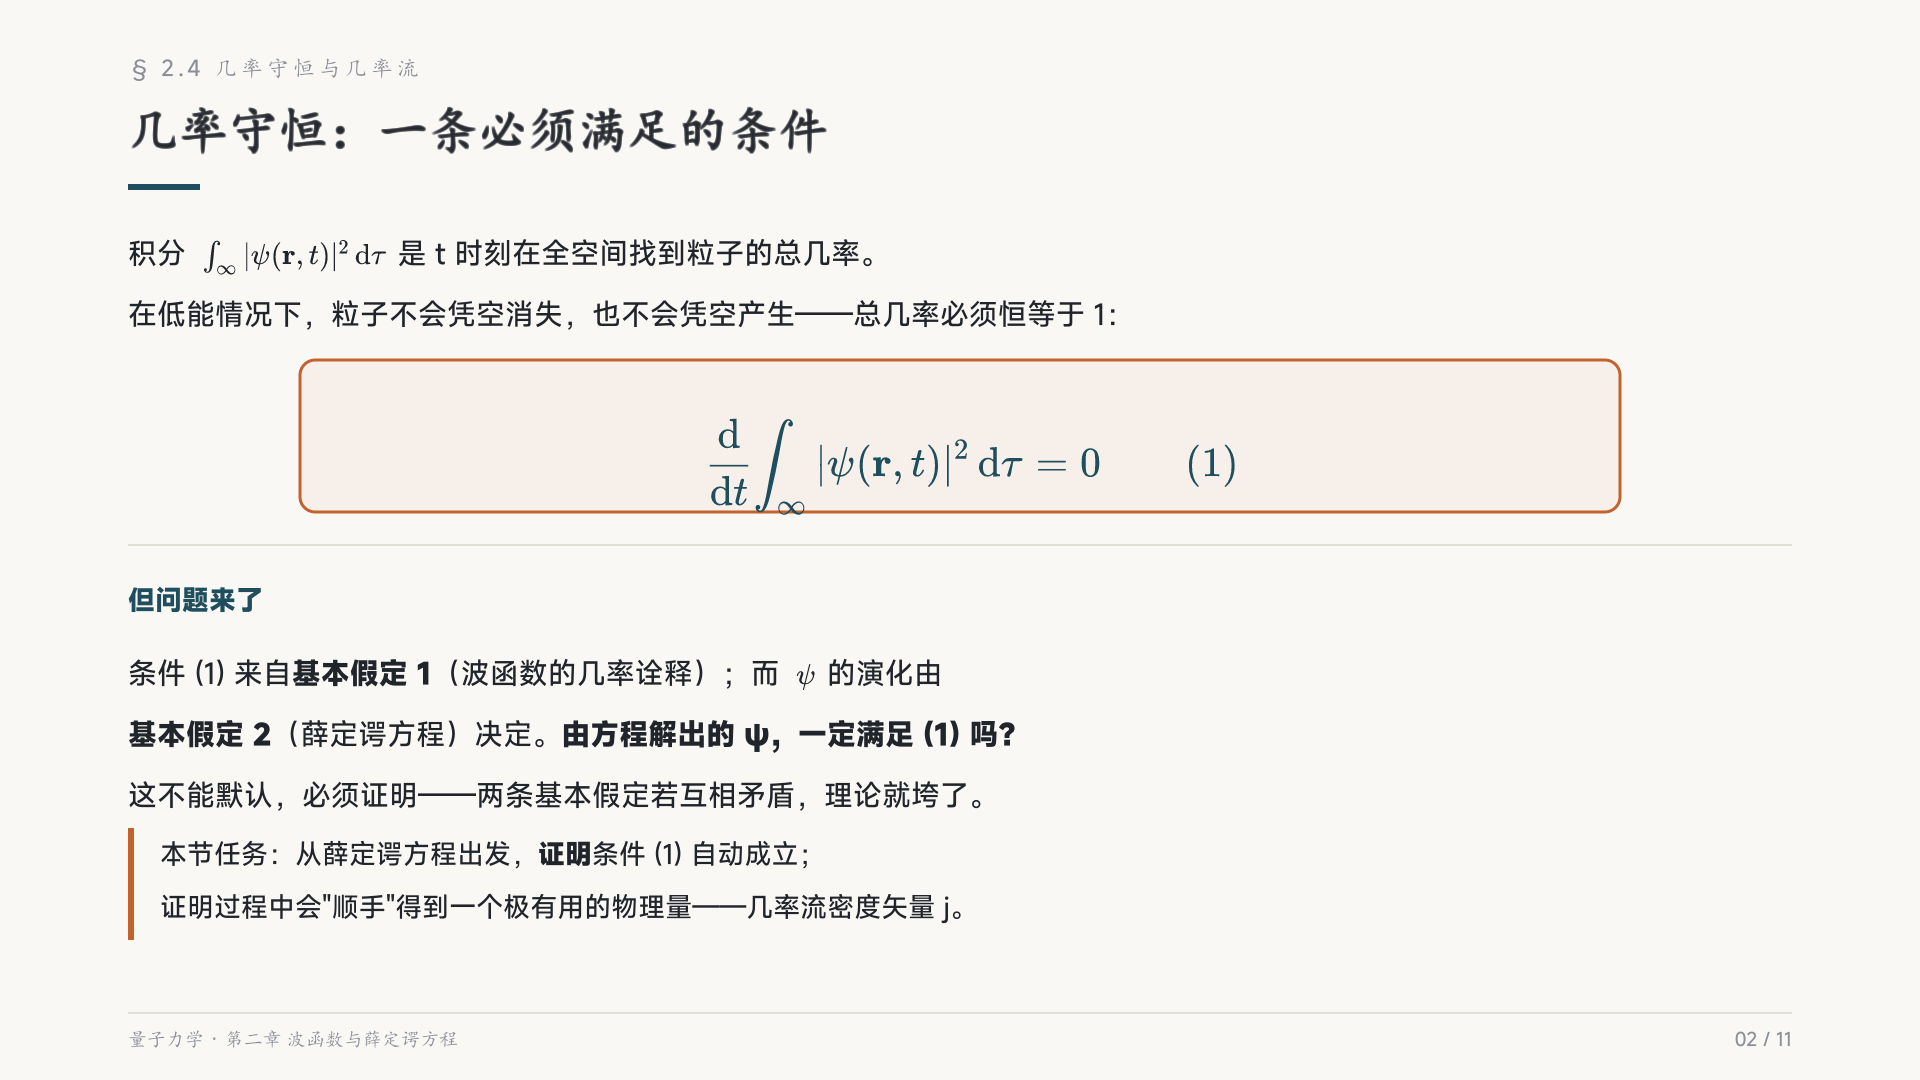 § 2.4 几率守恒与几率流
几率守恒：一条必须满足的条件
积分 ∫_∞ |ψ(r, t)|² dτ 是 t 时刻在全空间找到粒子的总几率。
在低能情况下，粒子不会凭空消失，也不会凭空产生——总几率必须恒等于 1：
d/dt ∫_∞ |ψ(r, t)|² dτ = 0 (1)
但问题来了
条件 (1) 来自基本假定 1（波函数的几率诠释）；而 ψ 的演化由
基本假定 2（薛定谔方程）决定。由方程解出的 ψ，一定满足 (1) 吗？
这不能默认，必须证明——两条基本假定若互相矛盾，理论就垮了。
本节任务：从薛定谔方程出发，证明条件 (1) 自动成立；
证明过程中会"顺手"得到一个极有用的物理量——几率流密度矢量 j。
量子力学 · 第二章 波函数与薛定谔方程
02 / 11